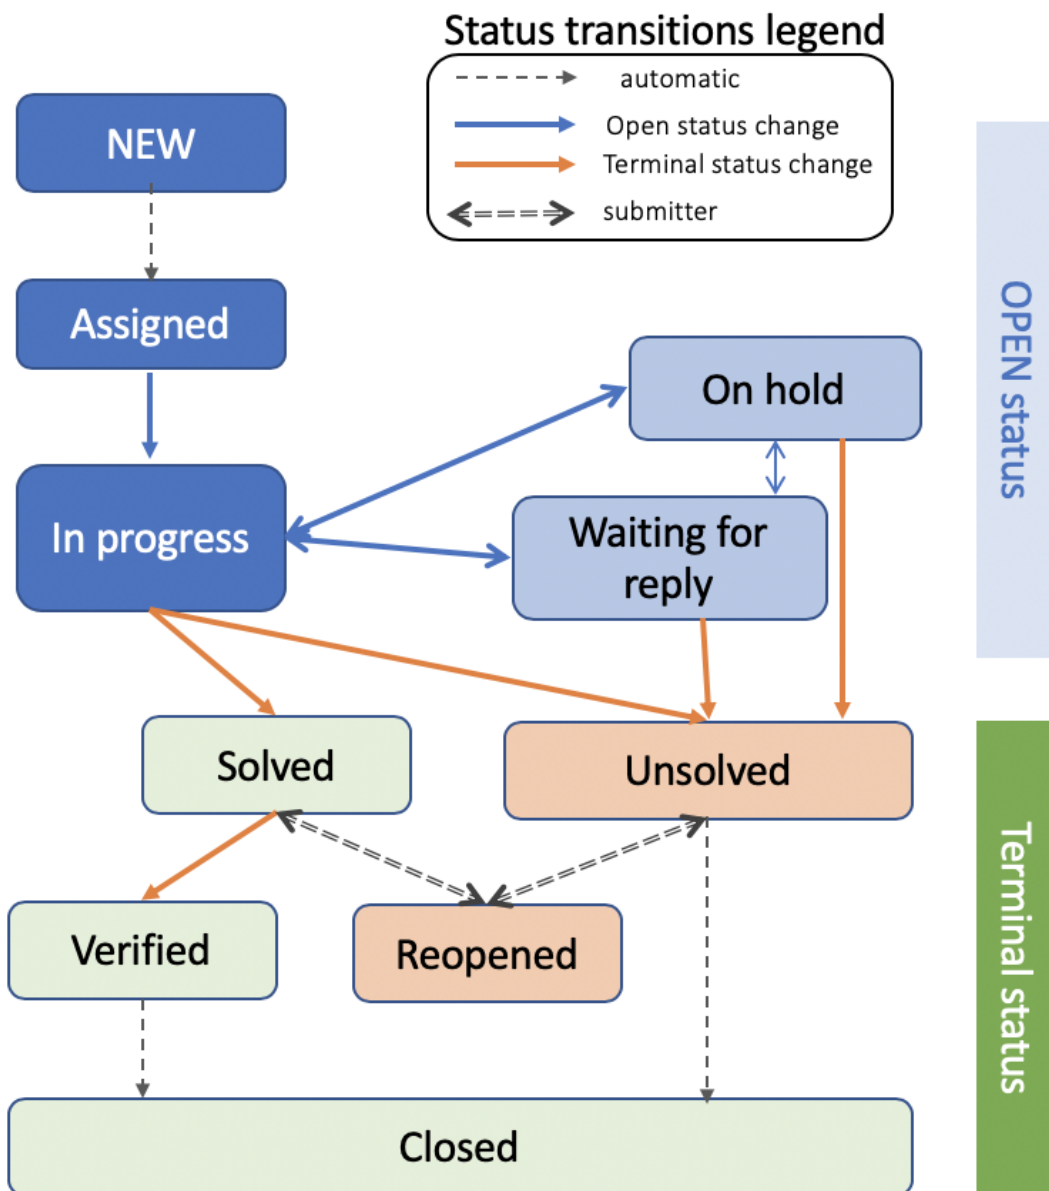 Status transitions legend
automatic
Open status change
Terminal status change
submitter
NEW
Assigned
On hold
In progress
Waiting for
reply
OPEN status
Solved
Unsolved
Verified
Reopened
Closed
Terminal status